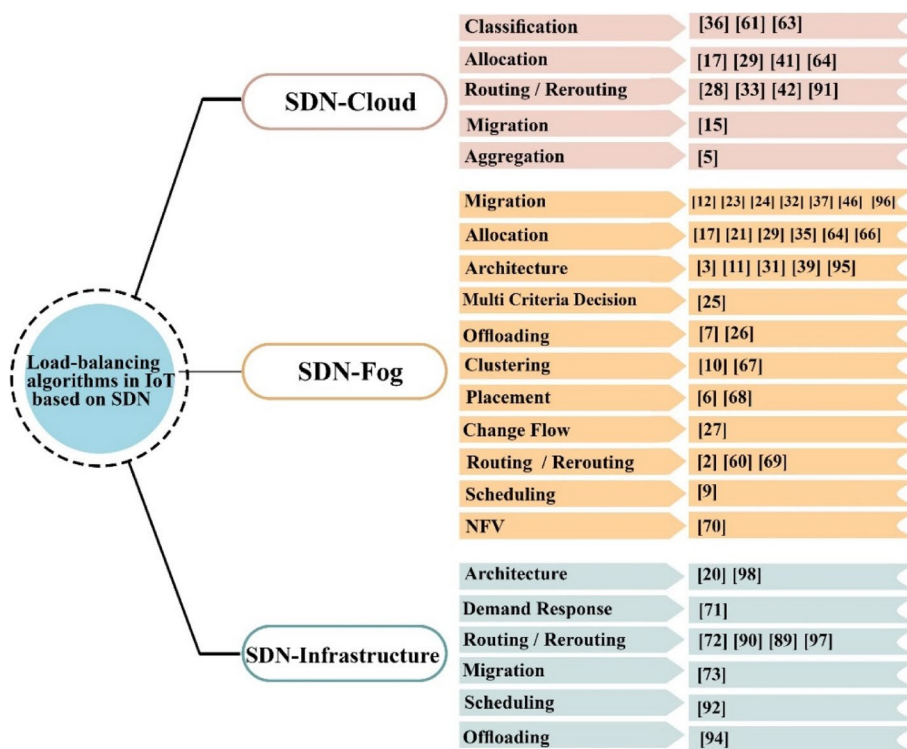 Load-balancing
algorithms in IoT
based on SDN
SDN-Cloud
Classification [36] [61] [63]
Allocation [17] [29] [41] [64]
Routing / Rerouting [28] [33] [42] [91]
Migration [15]
Aggregation [5]
SDN-Fog
Migration [12] [23] [24] [32] [37] [46] [96]
Allocation [17] [21] [29] [35] [64] [66]
Architecture [3] [11] [31] [39] [95]
Multi Criteria Decision [25]
Offloading [7] [26]
Clustering [10] [67]
Placement [6] [68]
Change Flow [27]
Routing / Rerouting [2] [60] [69]
Scheduling [9]
NFV [70]
SDN-Infrastructure
Architecture [20] [98]
Demand Response [71]
Routing / Rerouting [72] [90] [89] [97]
Migration [73]
Scheduling [92]
Offloading [94]